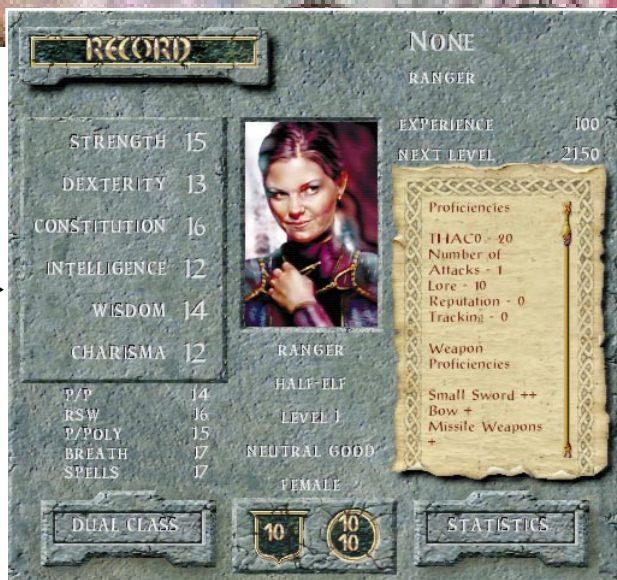 RECORD
NONE
RANGER
EXPERIENCE 100
NEXT LEVEL 2150
STRENGTH 15
DEXTERITY 13
CONSTITUTION 16
INTELLIGENCE 12
WISDOM 14
CHARISMA 12
P/P 14
RSW 16
P/POLY 15
BREATH 17
SPELLS 17
RANGER
HALF-ELF
LEVEL 1
NEUTRAL GOOD
FEMALE
Proficiencies
THAC0 - 20
Number of
Attacks - 1
Lore - 10
Reputation - 0
Tracking - 0
Weapon
Proficiencies
Small Sword ++
Bow +
Missile Weapons
+
DUAL CLASS
10
10
10
STATISTICS